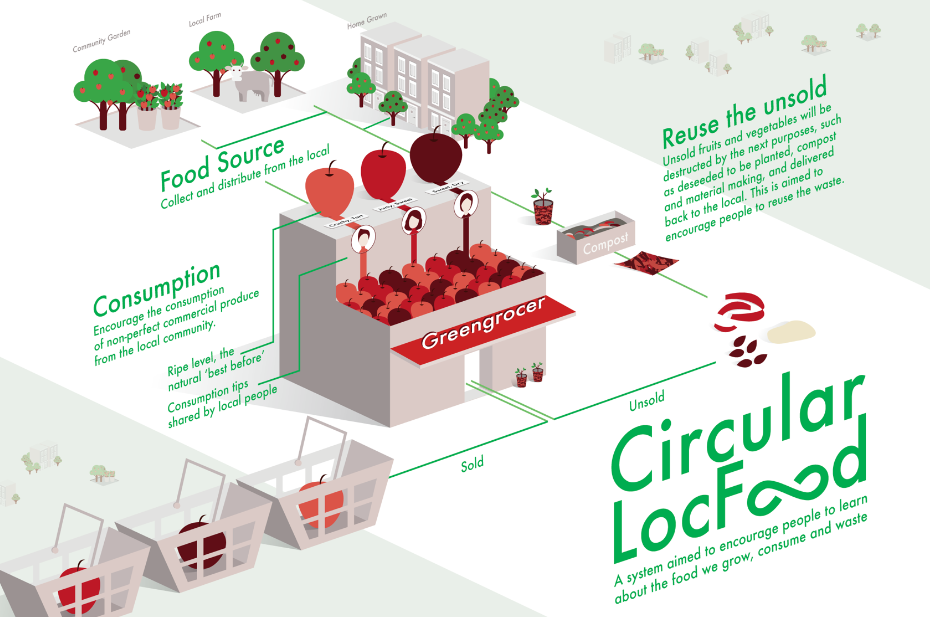 Community Garden
Local Farm
Home Grown
Food Source
Collect and distribute from the local
Reuse the unsold
Unsold fruits and vegetables will be
destructed by the next purposes, such
as deseeded to be planted, compost
and material making, and delivered
back to the local. This is aimed to
encourage people to reuse the waste.
Compost
Consumption
Encourage the consumption
of non-perfect commercial produce
from the local community.
Ripe level, the
natural 'best before'
Consumption tips
shared by local people
Greengrocer
Unsold
Sold
Circular
LocFood
A system aimed to encourage people to learn
about the food we grow, consume and waste